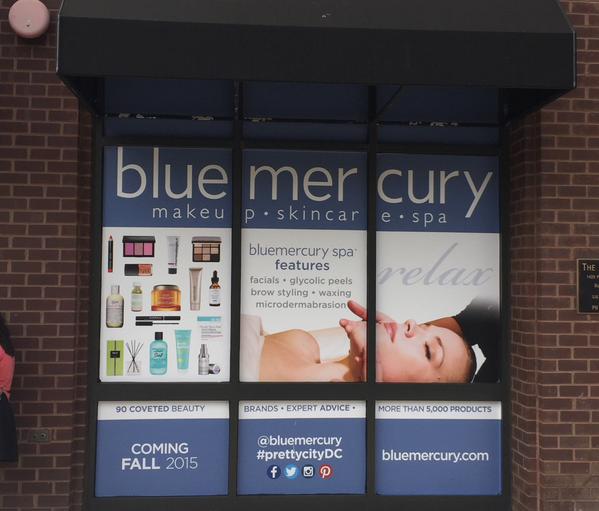 bluemercury
makeup • skincare • spa
bluemercury spa
features
facials • glycolic peels
brow styling • waxing
microdermabrasion
relax
90 COVETED BEAUTY BRANDS • EXPERT ADVICE • MORE THAN 5,000 PRODUCTS
COMING
FALL 2015
@bluemercury
#prettycityDC
bluemercury.com
THE